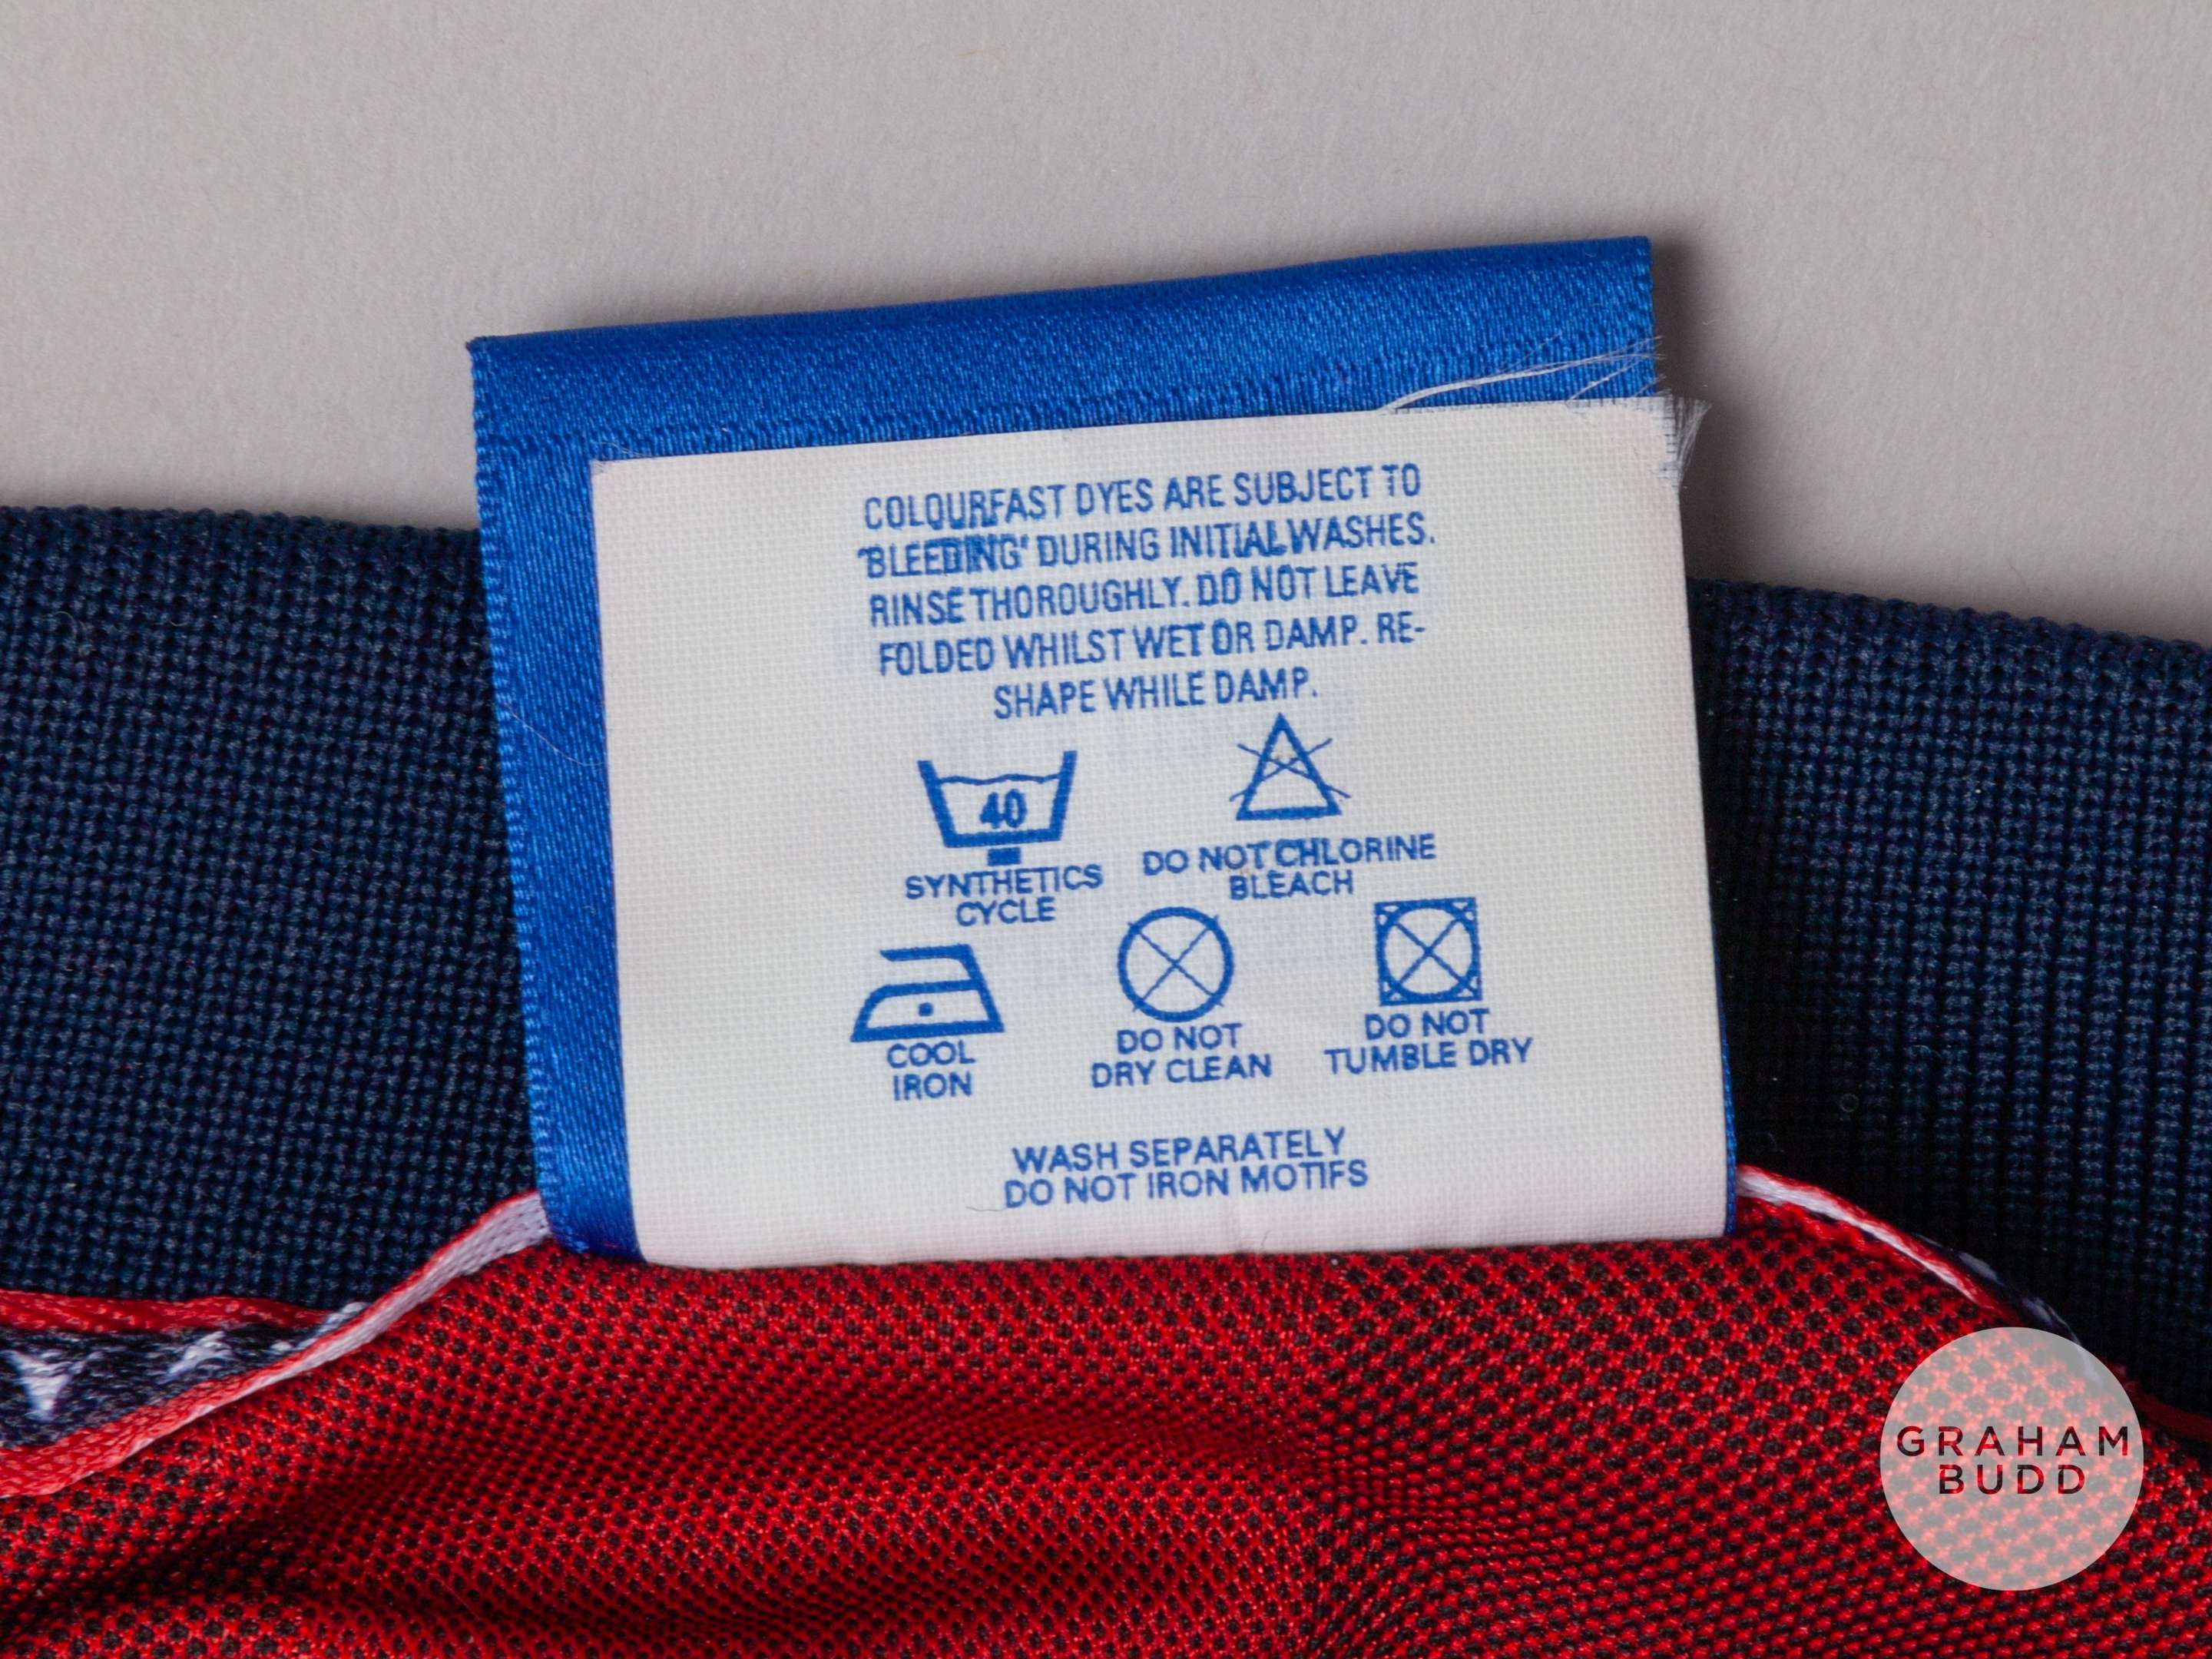 COLOURFAST DYES ARE SUBJECT TO
'BLEEDING' DURING INITIAL WASHES.
RINSE THOROUGHLY. DO NOT LEAVE
FOLDED WHILST WET OR DAMP. RE-
SHAPE WHILE DAMP.
40
SYNTHETICS
CYCLE
DO NOT CHLORINE
BLEACH
COOL
IRON
DO NOT
DRY CLEAN
DO NOT
TUMBLE DRY
WASH SEPARATELY
DO NOT IRON MOTIFS
GRAHAM
BUDD